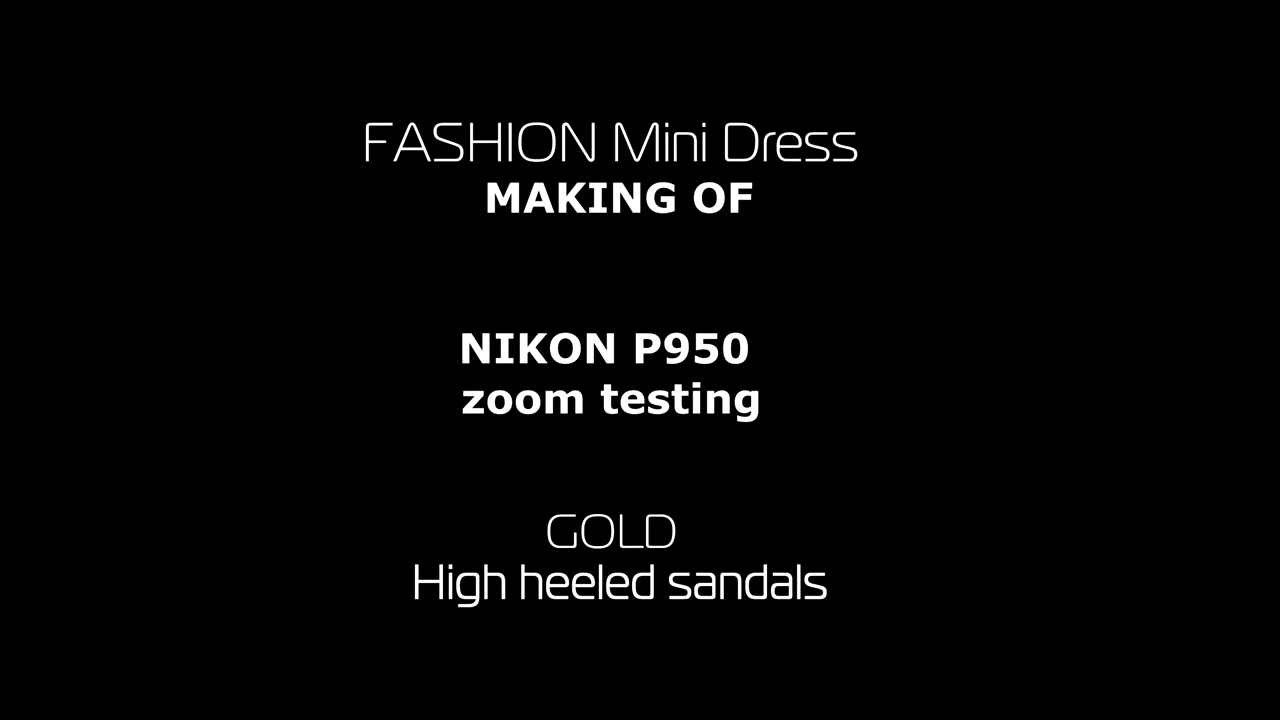 FASHION Mini Dress
MAKING OF
NIKON P950
zoom testing
GOLD
High heeled sandals